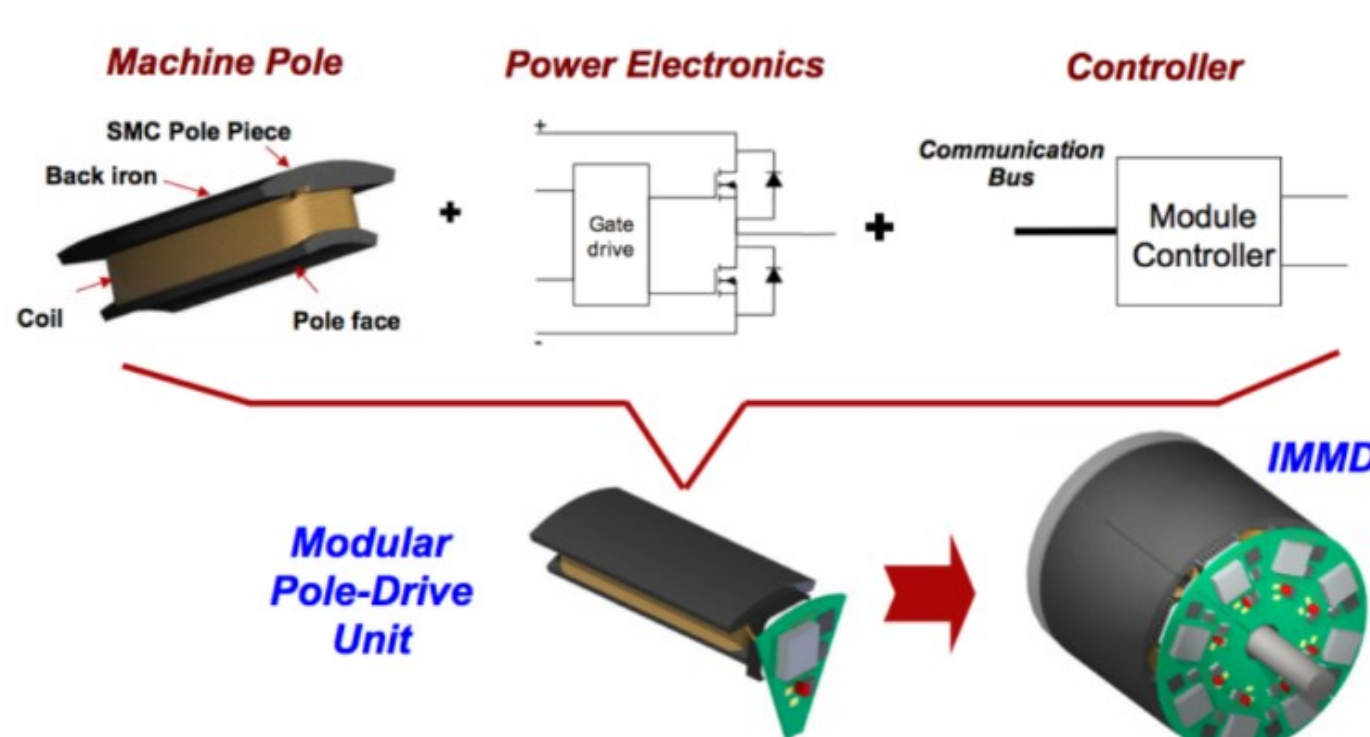 Machine Pole
Power Electronics
Controller
SMC Pole Piece
Back iron
Coil
Pole face
+
+
Gate
drive
-
+
Communication
Bus
Module
Controller
Modular
Pole-Drive
Unit
IMMD